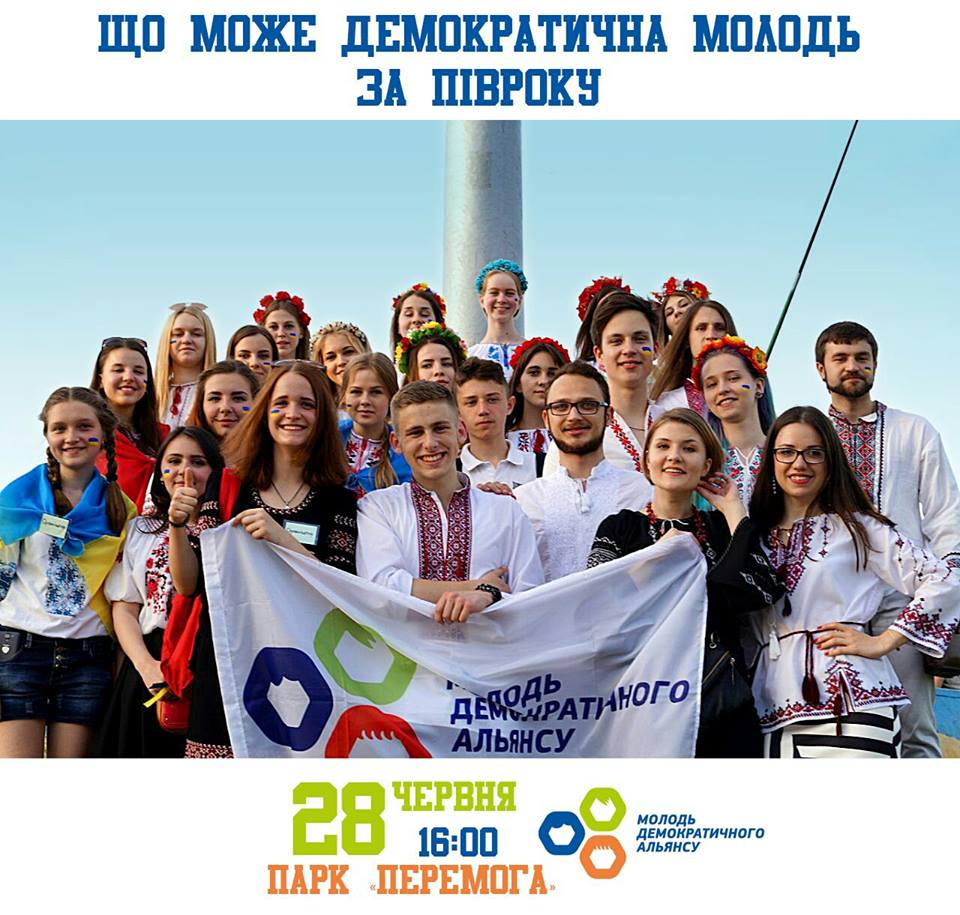 ЩО МОЖЕ ДЕМОКРАТИЧНА МОЛОДЬ
ЗА ПІВРОКУ
МОЛОДЬ
ДЕМОКРАТИЧНОГО
АЛЬЯНСУ
28 ЧЕРВНЯ
16:00
ПАРК «ПЕРЕМОГА»
МОЛОДЬ
ДЕМОКРАТИЧНОГО
АЛЬЯНСУ